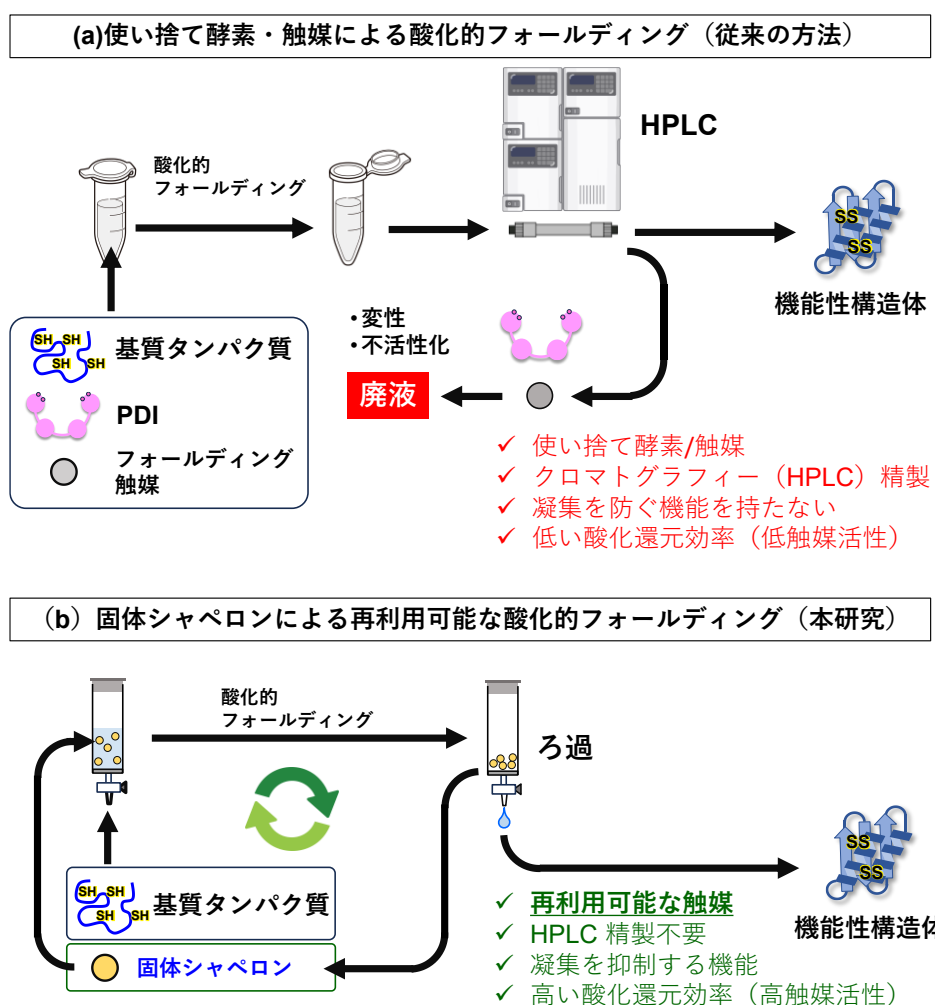 (a)使い捨て酵素・触媒による酸化的フォールディング（従来の方法）
HPLC
酸化的
フォールディング
SS
SS
機能性構造体
・変性
・不活性化
廃液
SH SH
SH SH
基質タンパク質
PDI
フォールディング
触媒
✓ 使い捨て酵素/触媒
✓ クロマトグラフィー（HPLC）精製
✓ 凝集を防ぐ機能を持たない
✓ 低い酸化還元効率（低触媒活性）
（b）固体シャペロンによる再利用可能な酸化的フォールディング（本研究）
酸化的
フォールディング
ろ過
SS
SS
機能性構造体
SH SH
SH SH
基質タンパク質
固体シャペロン
✓ 再利用可能な触媒
✓ HPLC 精製不要
✓ 凝集を抑制する機能
✓ 高い酸化還元効率（高触媒活性）